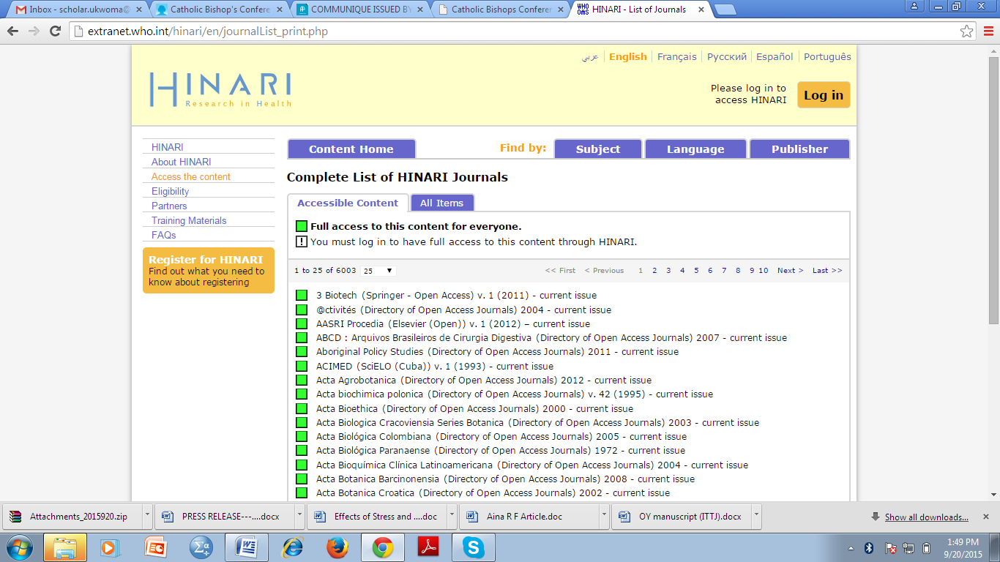 Inbox - scholar.ukwoma@
Catholic Bishop's Confere
COMMUNIQUE ISSUED BY
Catholic Bishops Conferen
WHO OMS
HINARI - List of Journals
extranet.who.int/hinari/en/journalList_print.php
عربي
English
Français
Русский
Español
Português
HINARI
Research in Health
Please log in to
access HINARI
Log in
HINARI
About HINARI
Access the content
Eligibility
Partners
Training Materials
FAQs
Register for HINARI
Find out what you need to
know about registering
Content Home
Find by:
Subject
Language
Publisher
Complete List of HINARI Journals
Accessible Content
All Items
Full access to this content for everyone.
! You must log in to have full access to this content through HINARI.
1 to 25 of 6003 25 << First < Previous 1 2 3 4 5 6 7 8 9 10 Next > Last >>
3 Biotech (Springer - Open Access) v. 1 (2011) - current issue
@ctivités (Directory of Open Access Journals) 2004 - current issue
AASRI Procedia (Elsevier (Open)) v. 1 (2012) – current issue
ABCD : Arquivos Brasileiros de Cirurgia Digestiva (Directory of Open Access Journals) 2007 - current issue
Aboriginal Policy Studies (Directory of Open Access Journals) 2011 - current issue
ACIMED (SciELO (Cuba)) v. 1 (1993) - current issue
Acta Agrobotanica (Directory of Open Access Journals) 2012 - current issue
Acta biochimica polonica (Directory of Open Access Journals) v. 42 (1995) - current issue
Acta Bioethica (Directory of Open Access Journals) 2000 - current issue
Acta Biologica Cracoviensia Series Botanica (Directory of Open Access Journals) 2003 - current issue
Acta Biológica Colombiana (Directory of Open Access Journals) 2005 - current issue
Acta Biológica Paranaense (Directory of Open Access Journals) 1972 - current issue
Acta Bioquímica Clínica Latinoamericana (Directory of Open Access Journals) 2004 - current issue
Acta Botanica Barcinonensia (Directory of Open Access Journals) 2008 - current issue
Acta Botanica Croatica (Directory of Open Access Journals) 2002 - current issue
Attachments_2015920.zip
PRESS RELEASE---....docx
Effects of Stress and ....doc
Aina R F Article.doc
OY manuscript (ITTJ).docx
Show all downloads...
1:49 PM
9/20/2015